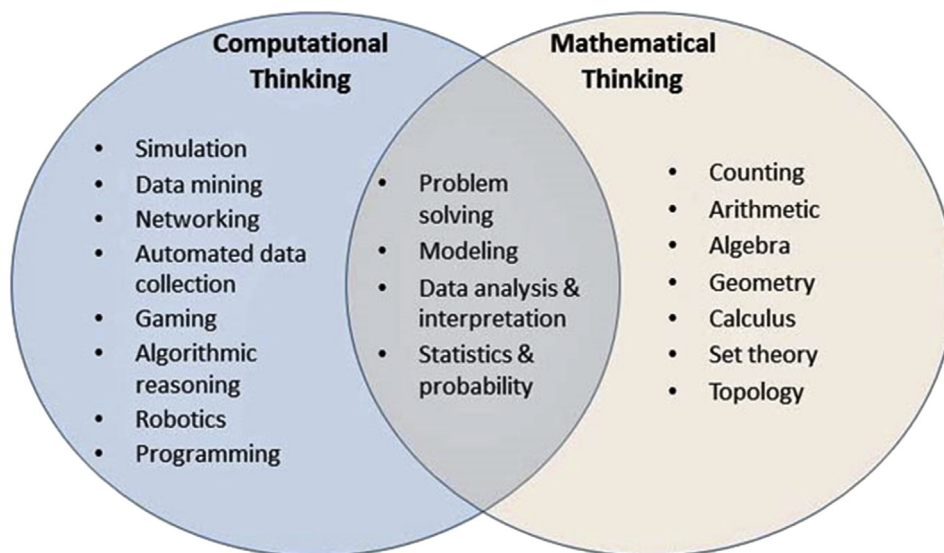 Computational
Thinking
• Simulation
• Data mining
• Networking
• Automated data
collection
• Gaming
• Algorithmic
reasoning
• Robotics
• Programming
• Problem
solving
• Modeling
• Data analysis &
interpretation
• Statistics &
probability
Mathematical
Thinking
• Counting
• Arithmetic
• Algebra
• Geometry
• Calculus
• Set theory
• Topology